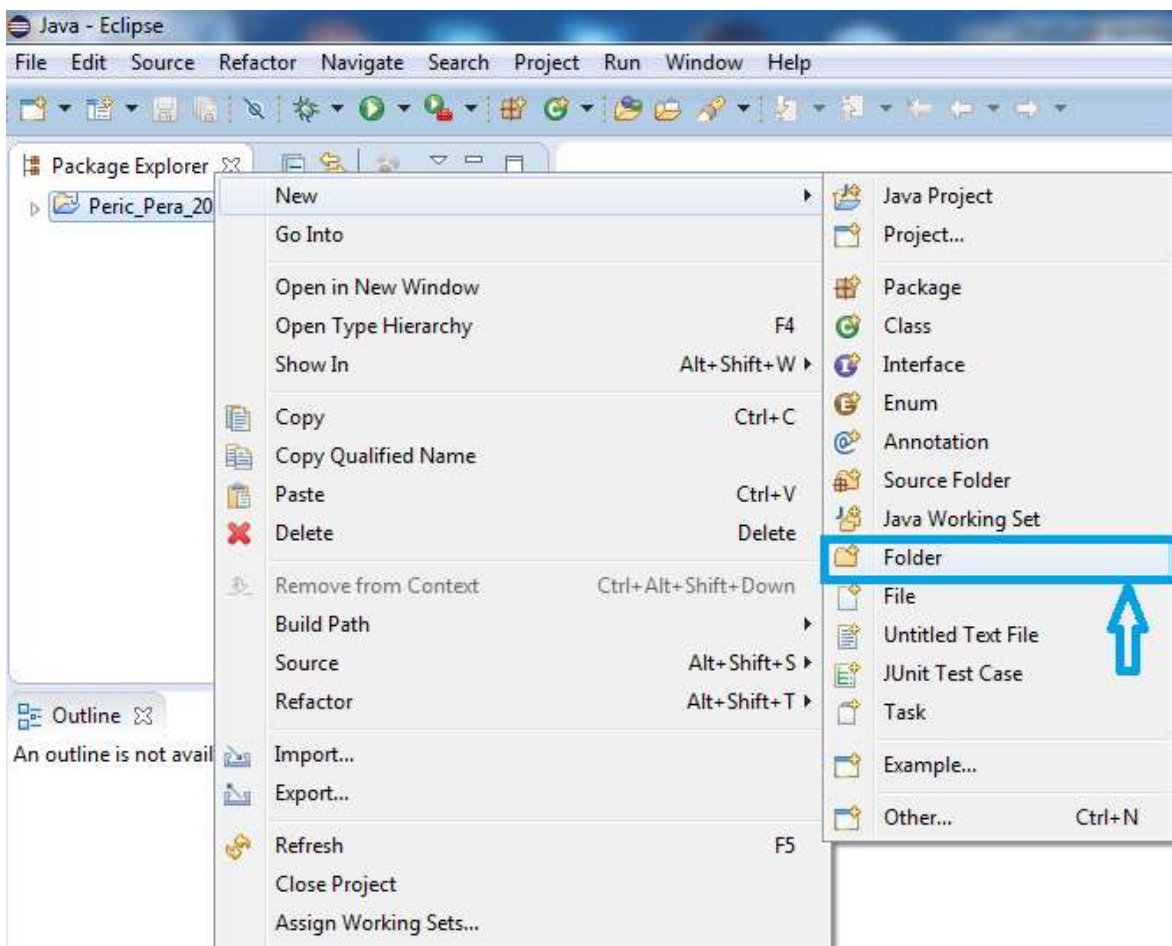 Java - Eclipse
File Edit Source Refactor Navigate Search Project Run Window Help
Package Explorer
Peric_Pera_20
New
Go Into
Open in New Window
Open Type Hierarchy F4
Show In Alt+Shift+W
Copy Ctrl+C
Copy Qualified Name
Paste Ctrl+V
Delete Delete
Remove from Context Ctrl+Alt+Shift+Down
Build Path
Source Alt+Shift+S
Refactor Alt+Shift+T
Import...
Export...
Refresh F5
Close Project
Assign Working Sets...
Java Project
Project...
Package
Class
Interface
Enum
Annotation
Source Folder
Java Working Set
Folder
File
Untitled Text File
JUnit Test Case
Task
Example...
Other... Ctrl+N
Outline
An outline is not avail